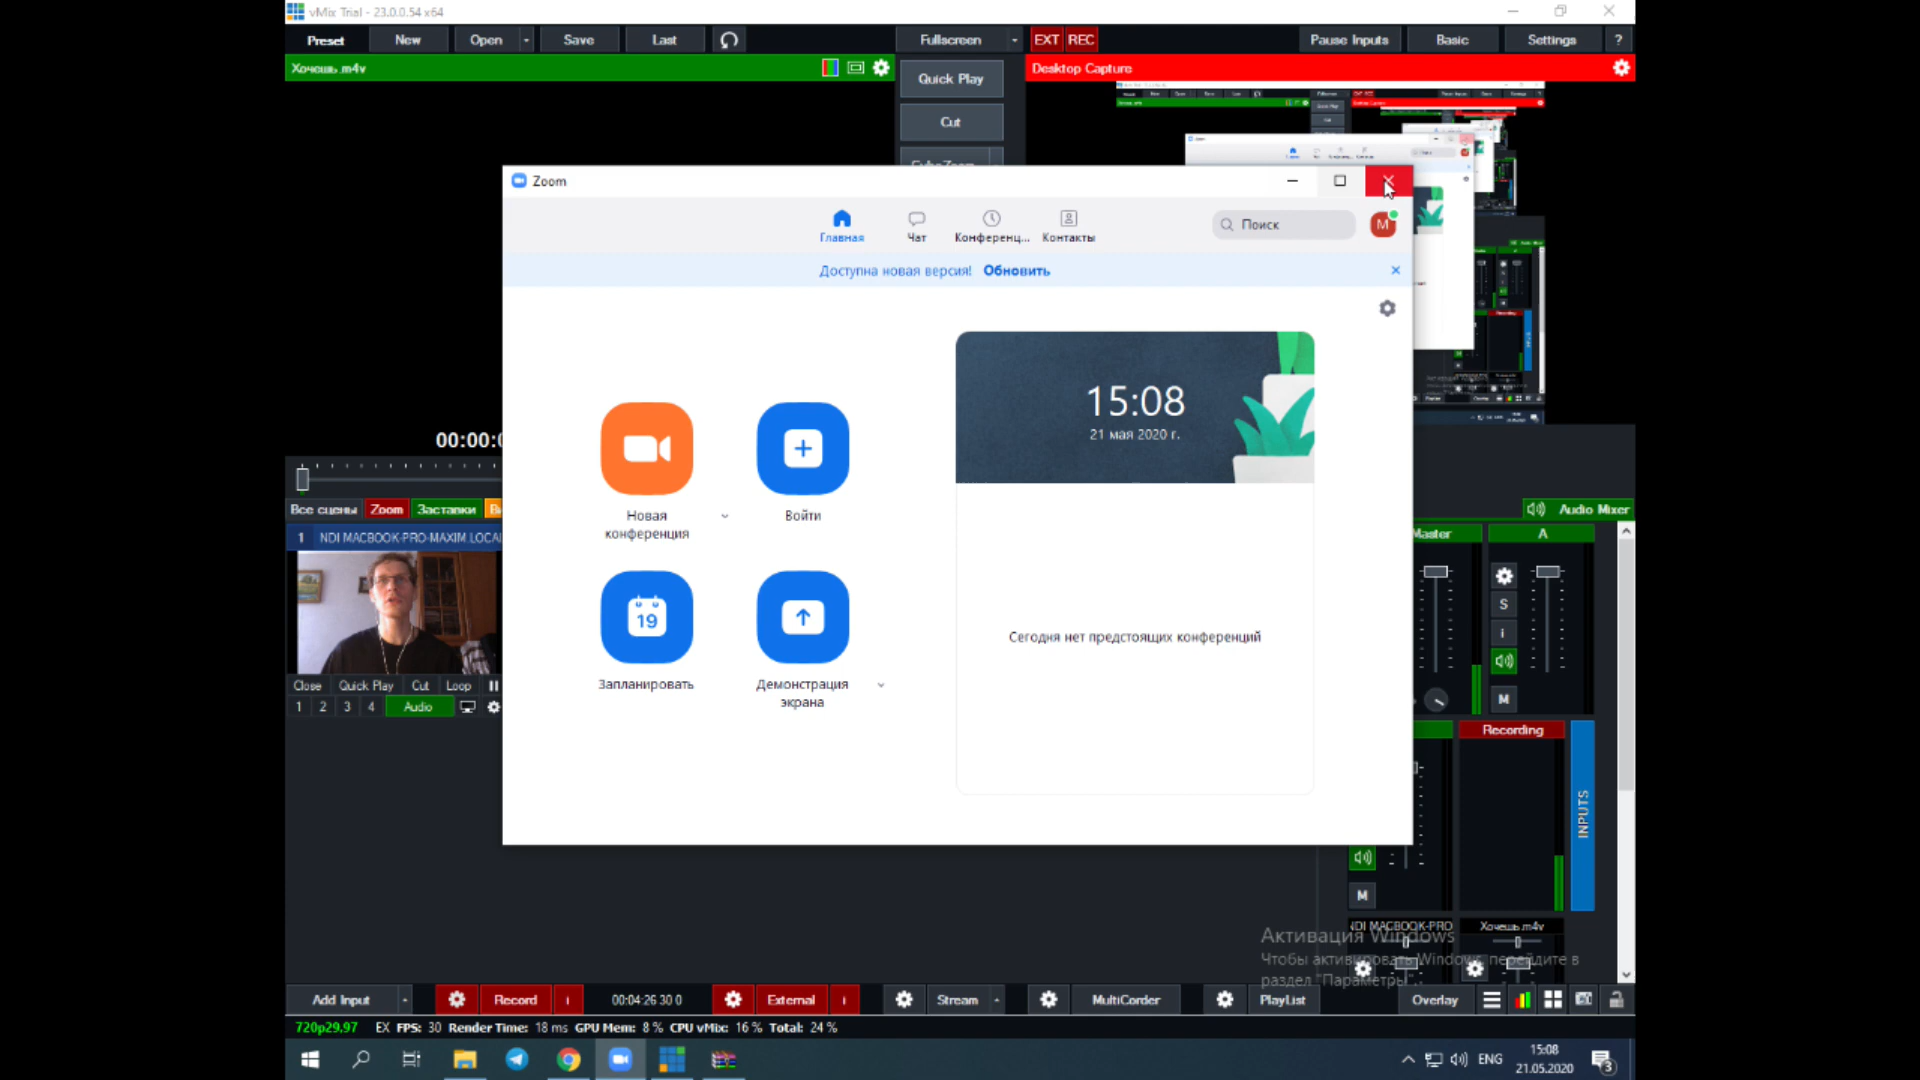 vMix Trial - 23.0.0.54 x64
Preset New Open Save Last Fullscreen EXT REC Pause Inputs Basic Settings ?
Хочешь.m4v
Desktop Capture
Quick Play
Cut
Zoom
Главная Чат Конференц... Контакты
Поиск
M
Доступна новая версия! Обновить
15:08
21 мая 2020 г.
Новая
конференция
Войти
19
Запланировать
Демонстрация
экрана
Сегодня нет предстоящих конференций
00:00:0
Все сцены Zoom Заставки
1 NDI MACBOOK-PRO-MAXIM.LOCAL
Close Quick Play Cut Loop
1 2 3 4 Audio
Audio Mixer
Master A
S
i
M
Recording
INPUTS
M
NDI MACBOOK-PRO Хочешь.m4v
Активация Windows
Чтобы активировать Windows, перейдите в
раздел "Параметры".
Add Input Record i 00:04:26 30 0 External i Stream MultiCorder PlayList Overlay
720p29.97 EX FPS: 30 Render Time: 18 ms GPU Mem: 8 % CPU vMix: 16 % Total: 24 %
ENG
15:08
21.05.2020
3